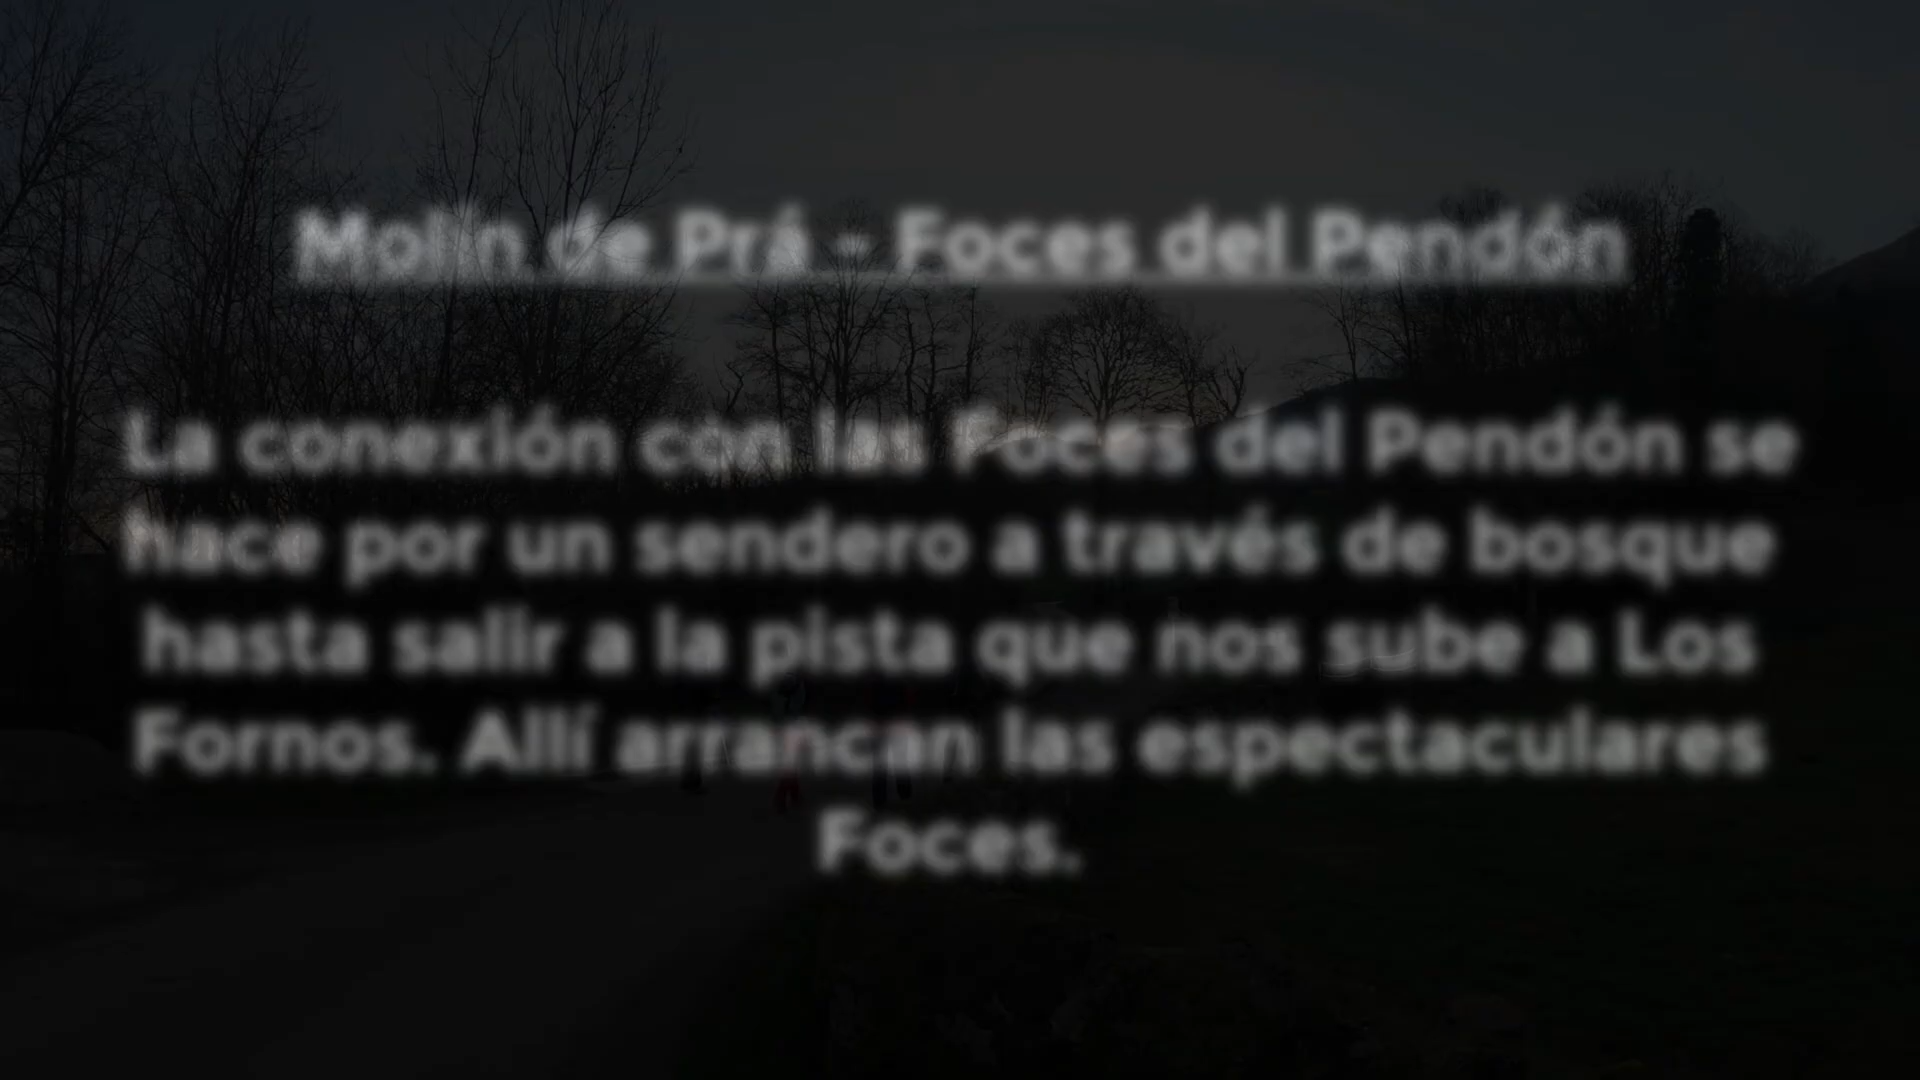 Molín de Prá - Foces del Pendón
La conexión con las Foces del Pendón se
hace por un sendero a través de bosque
hasta salir a la pista que nos sube a Los
Fornos. Allí arrancan las espectaculares
Foces.